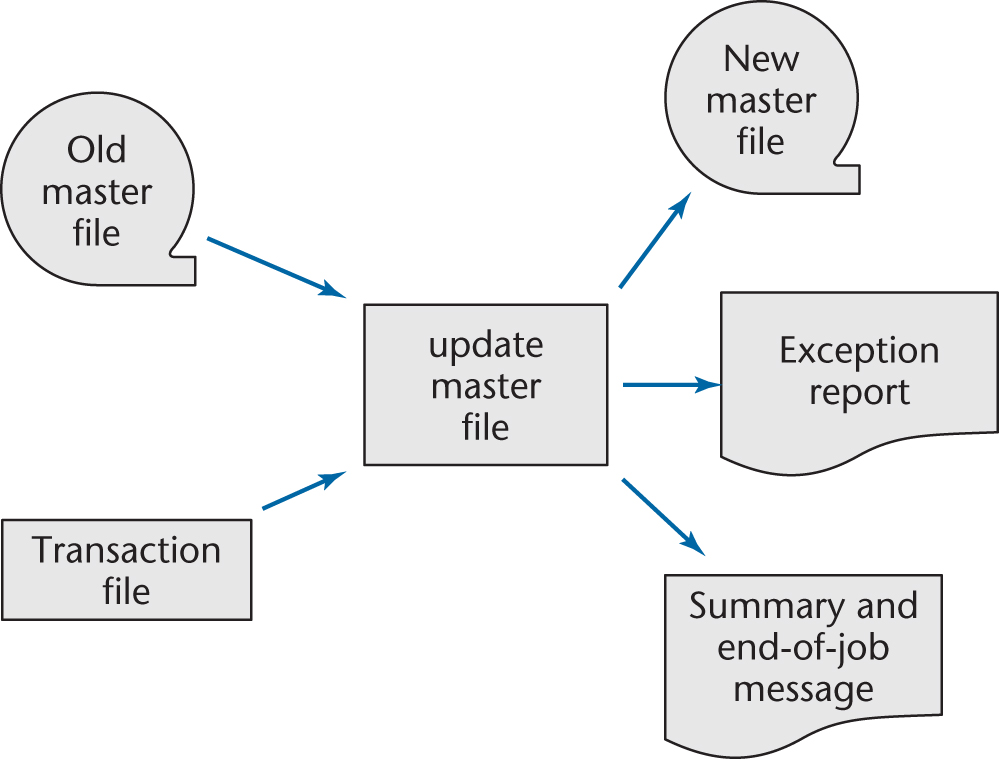 Old
master
file
Transaction
file
update
master
file
New
master
file
Exception
report
Summary and
end-of-job
message